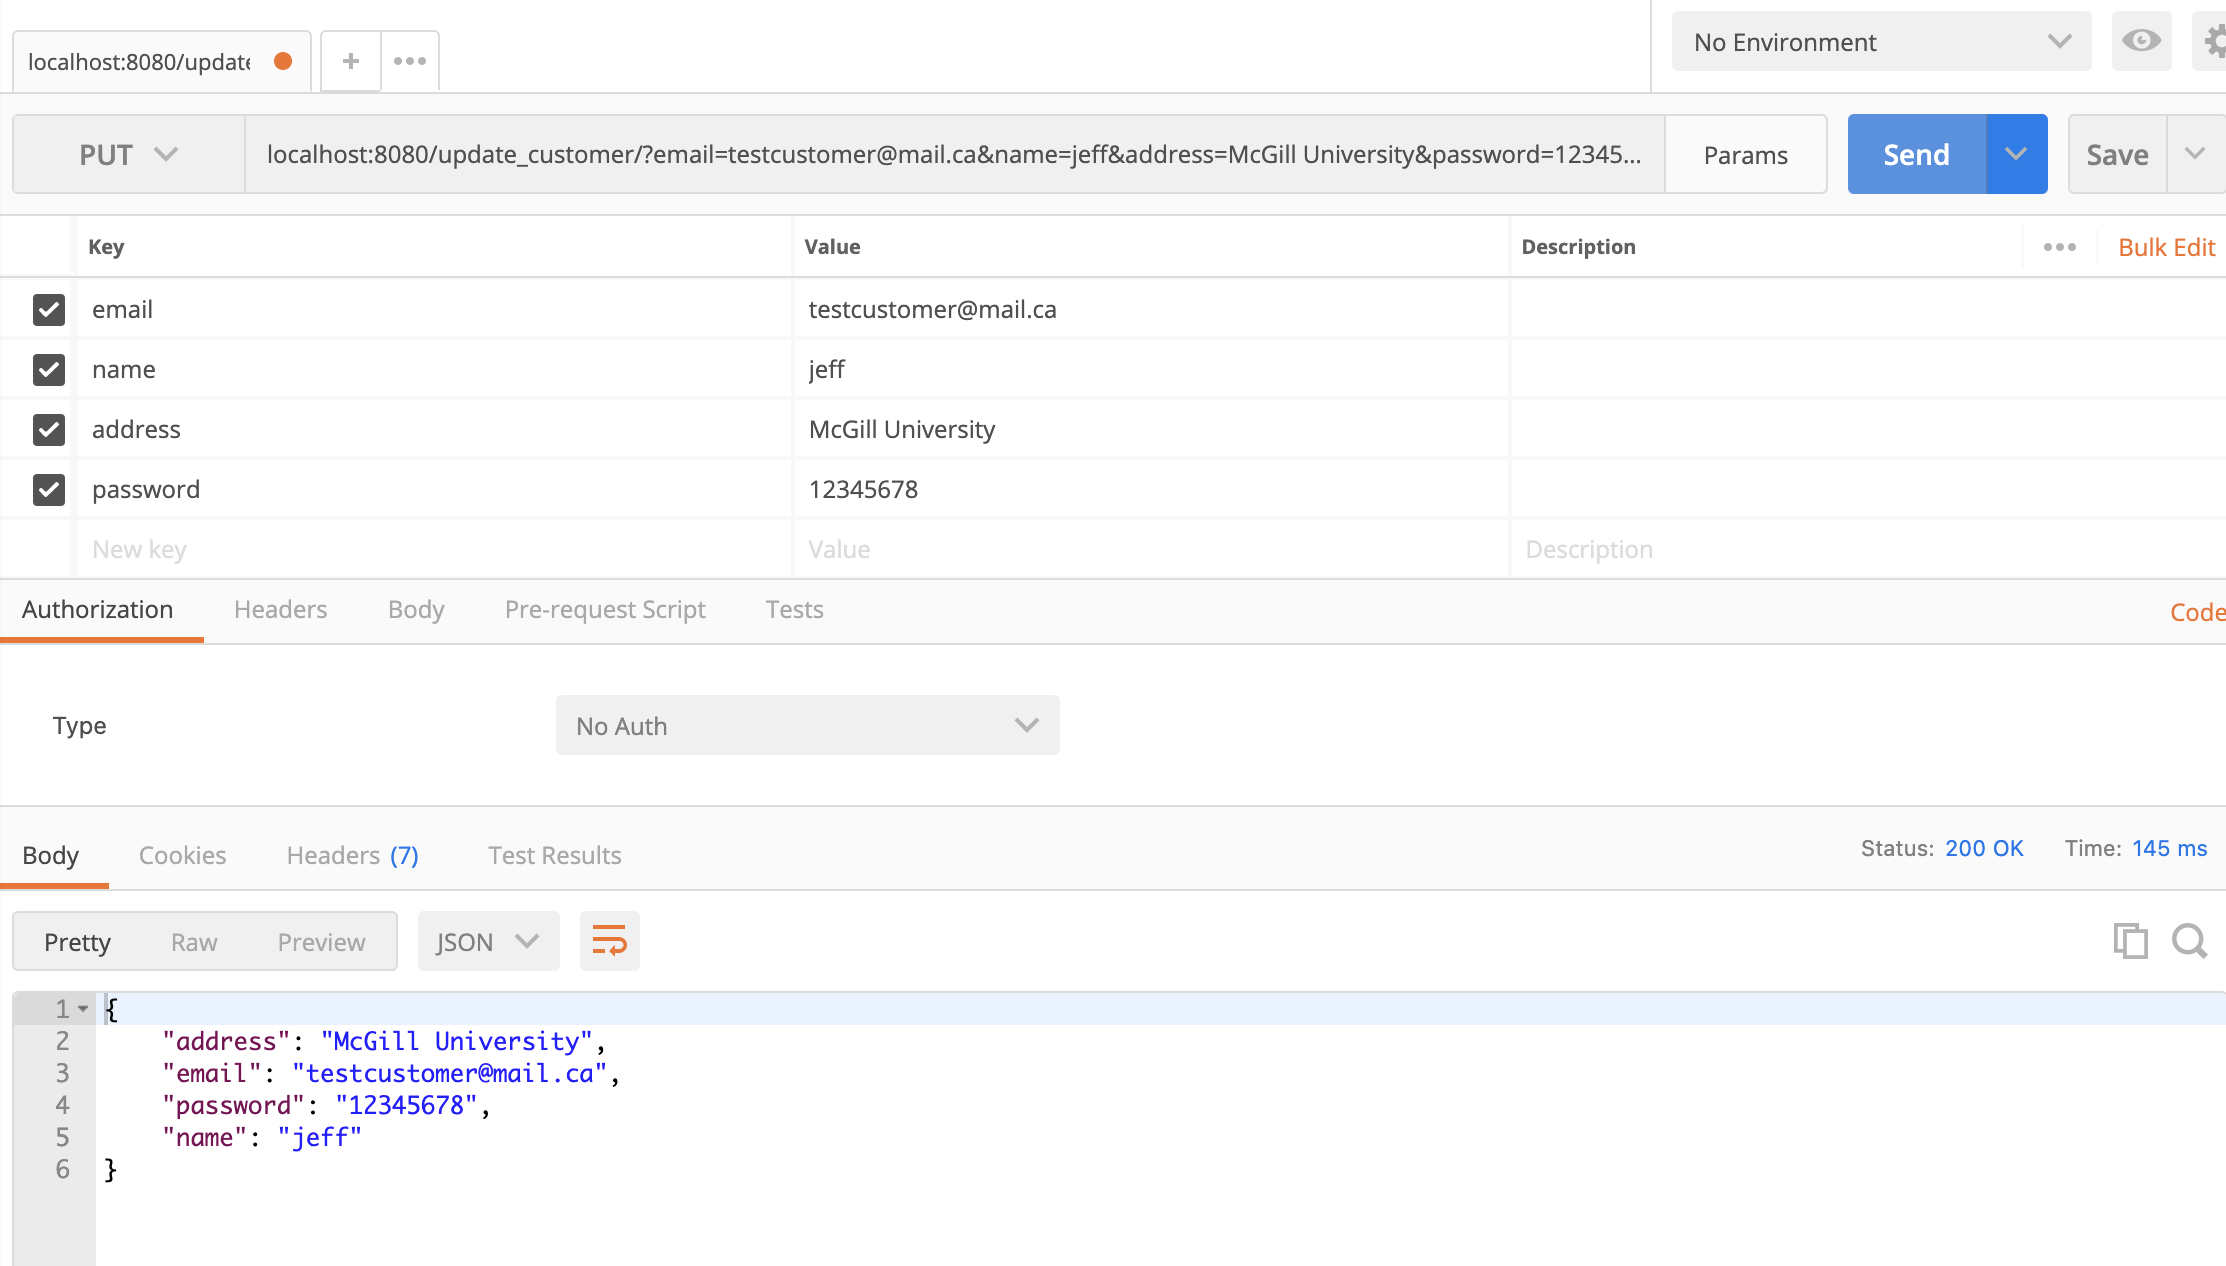 localhost:8080/update
No Environment
PUT localhost:8080/update_customer/?email=testcustomer@mail.ca&name=jeff&address=McGill University&password=12345... Params Send Save
Key Value Description Bulk Edit
email testcustomer@mail.ca
name jeff
address McGill University
password 12345678
New key Value Description
Authorization Headers Body Pre-request Script Tests Code
Type No Auth
Body Cookies Headers (7) Test Results Status: 200 OK Time: 145 ms
Pretty Raw Preview JSON
1 {
2 "address": "McGill University",
3 "email": "testcustomer@mail.ca",
4 "password": "12345678",
5 "name": "jeff"
6 }